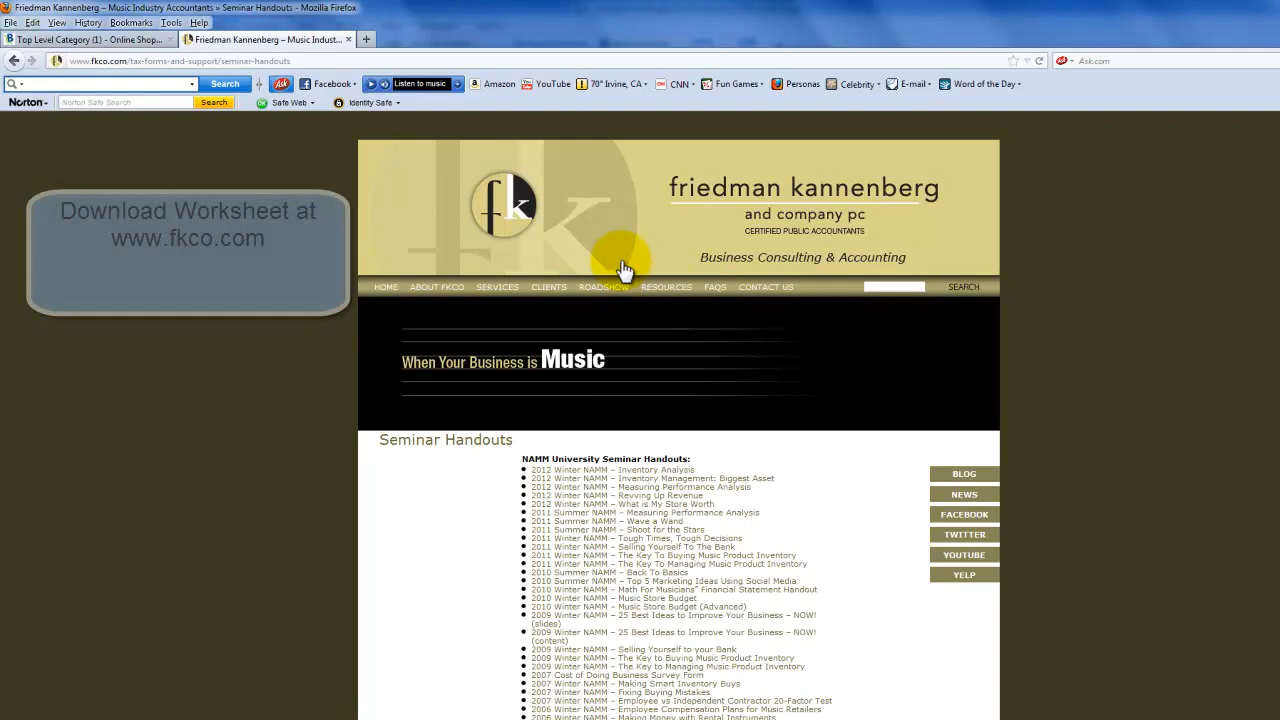 Friedman Kannenberg – Music Industry Accountants » Seminar Handouts - Mozilla Firefox
File Edit View History Bookmarks Tools Help
Top Level Category (1) - Online Shop... × Friedman Kannenberg – Music Indust... × +
www.fkco.com/tax-forms-and-support/seminar-handouts Ask.com
Search Ask Facebook Listen to music Amazon YouTube 70° Irvine, CA CNN Fun Games Personas Celebrity E-mail Word of the Day
Norton Norton Safe Search Search Safe Web Identity Safe
Download Worksheet at
www.fkco.com
fk
friedman kannenberg
and company pc
CERTIFIED PUBLIC ACCOUNTANTS
Business Consulting & Accounting
HOME ABOUT FKCO SERVICES CLIENTS ROADSHOW RESOURCES FAQS CONTACT US SEARCH
When Your Business is Music
Seminar Handouts
NAMM University Seminar Handouts:
2012 Winter NAMM – Inventory Analysis
2012 Winter NAMM – Inventory Management: Biggest Asset
2012 Winter NAMM – Measuring Performance Analysis
2012 Winter NAMM – Revving Up Revenue
2012 Winter NAMM – What is My Store Worth
2011 Summer NAMM – Measuring Performance Analysis
2011 Summer NAMM – Wave a Wand
2011 Summer NAMM – Shoot for the Stars
2011 Winter NAMM – Tough Times, Tough Decisions
2011 Winter NAMM – Selling Yourself To The Bank
2011 Winter NAMM – The Key To Buying Music Product Inventory
2011 Winter NAMM – The Key To Managing Music Product Inventory
2010 Summer NAMM – Back To Basics
2010 Summer NAMM – Top 5 Marketing Ideas Using Social Media
2010 Winter NAMM – Math For Musicians" Financial Statement Handout
2010 Winter NAMM – Music Store Budget
2010 Winter NAMM – Music Store Budget (Advanced)
2009 Winter NAMM – 25 Best Ideas to Improve Your Business – NOW!
(slides)
2009 Winter NAMM – 25 Best Ideas to Improve Your Business – NOW!
(content)
2009 Winter NAMM – Selling Yourself to your Bank
2009 Winter NAMM – The Key to Buying Music Product Inventory
2009 Winter NAMM – The Key to Managing Music Product Inventory
2007 Cost of Doing Business Survey Form
2007 Winter NAMM – Making Smart Inventory Buys
2007 Winter NAMM – Fixing Buying Mistakes
2007 Winter NAMM – Employee vs Independent Contractor 20-Factor Test
2006 Winter NAMM – Employee Compensation Plans for Music Retailers
2006 Winter NAMM – Making Money with Rental Instruments
BLOG
NEWS
FACEBOOK
TWITTER
YOUTUBE
YELP